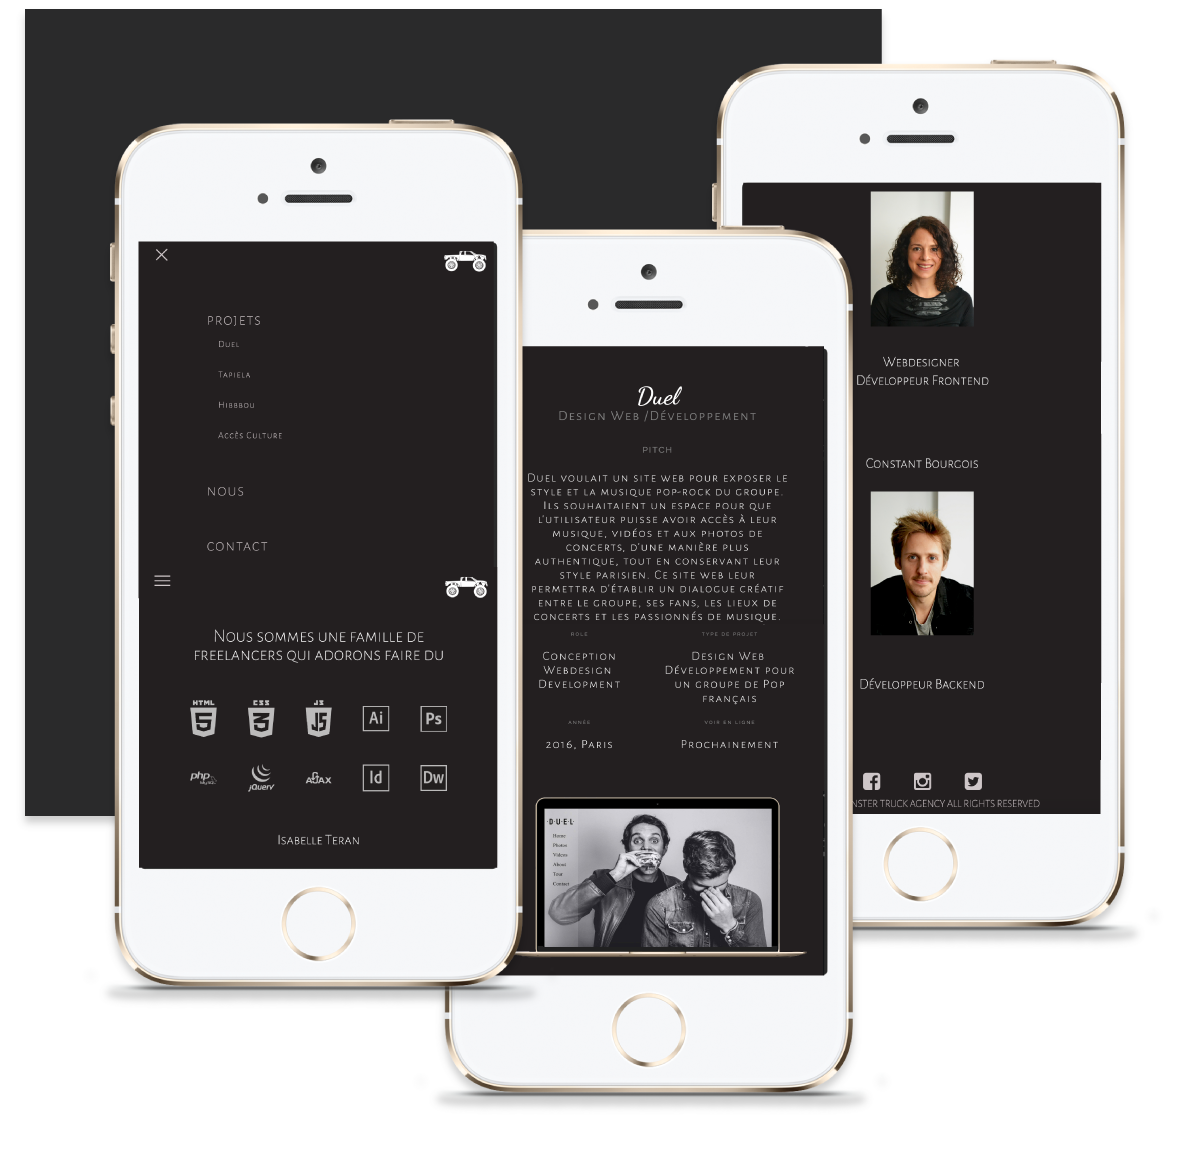 PROJETS
Duel
Tapiela
Hibbbou
Accès Culture
NOUS
CONTACT
Nous sommes une famille de
freelancers qui adorons faire du
HTML
5
CSS
3
JS
JS
Ai
Ps
php
MySQL
jQuery
AJAX
Id
Dw
Isabelle Teran
Duel
Design Web /Développement
PITCH
Duel voulait un site web pour exposer le
style et la musique pop-rock du groupe.
Ils souhaitaient un espace pour que
l'utilisateur puisse avoir accès à leur
musique, vidéos et aux photos de
concerts, d'une manière plus
authentique, tout en conservant leur
style parisien. Ce site web leur
permettra d'établir un dialogue créatif
entre le groupe, ses fans, les lieux de
concerts et les passionnés de musique.
ROLE
Conception
Webdesign
Development
TYPE DE PROJET
Design Web
Développement pour
un groupe de Pop
français
ANNÉE
2016, Paris
VOIR EN LIGNE
Prochainement
·D·U·E·L·
Home
Photos
Videos
About
Tour
Contact
Webdesigner
Développeur Frontend
Constant Bourgois
Développeur Backend
NSTER TRUCK AGENCY ALL RIGHTS RESERVED